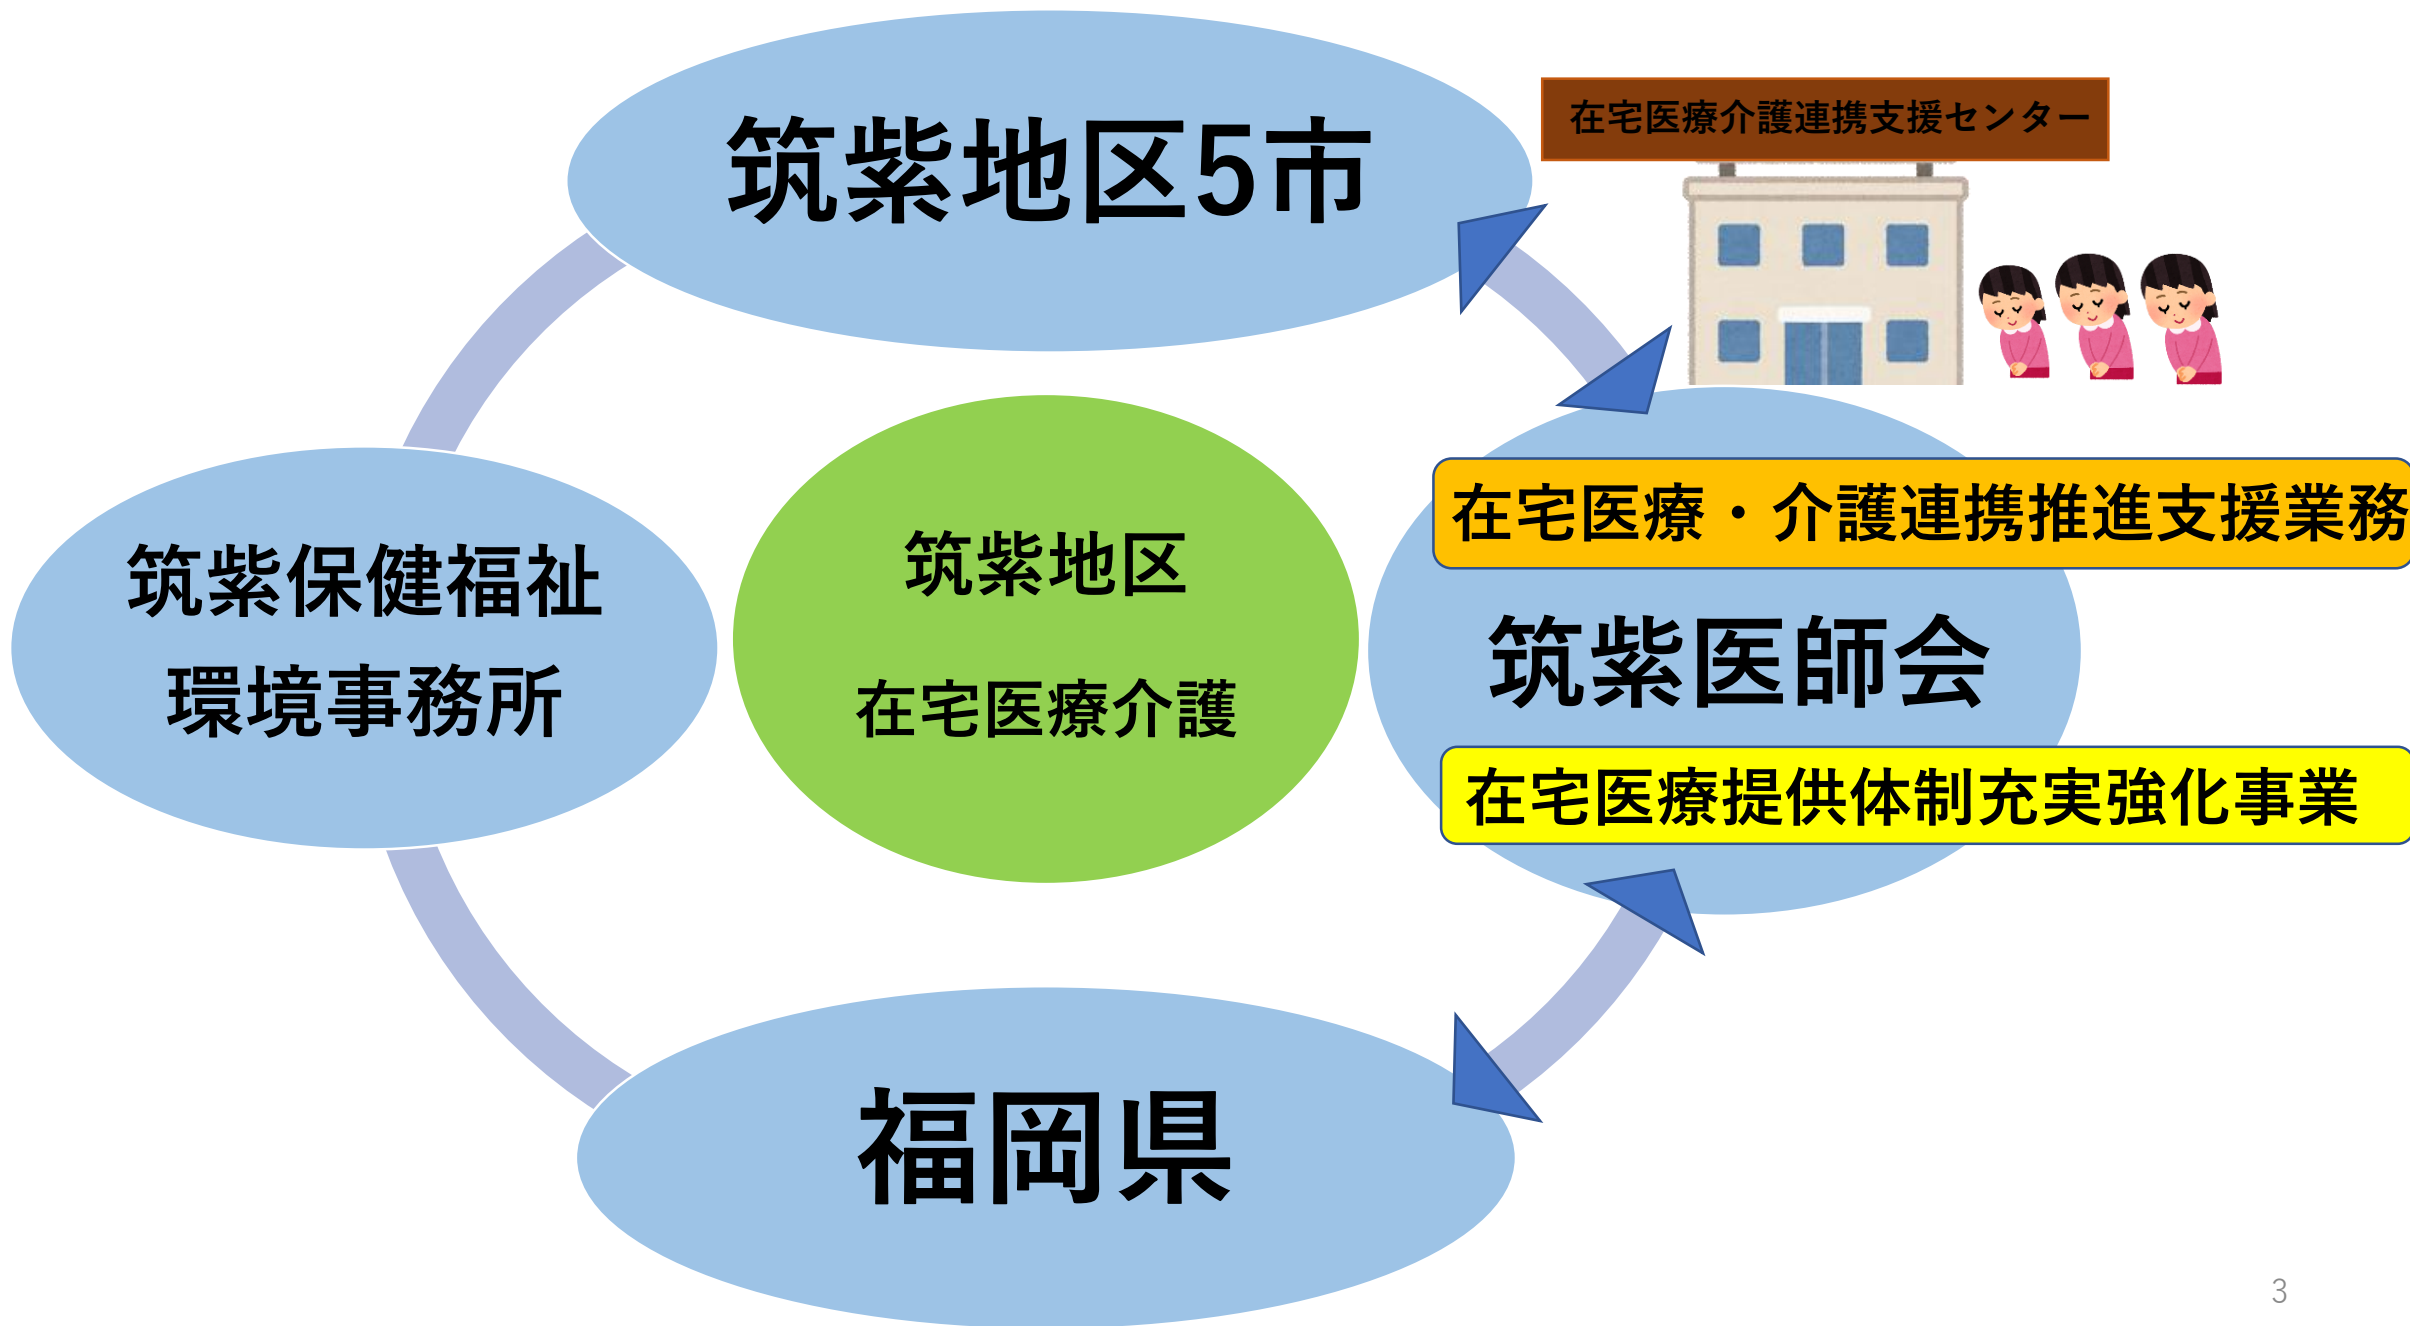 筑紫地区5市
在宅医療介護連携支援センター
筑紫保健福祉
環境事務所
筑紫地区
在宅医療介護
在宅医療・介護連携推進支援業務
筑紫医師会
在宅医療提供体制充実強化事業
福岡県
3